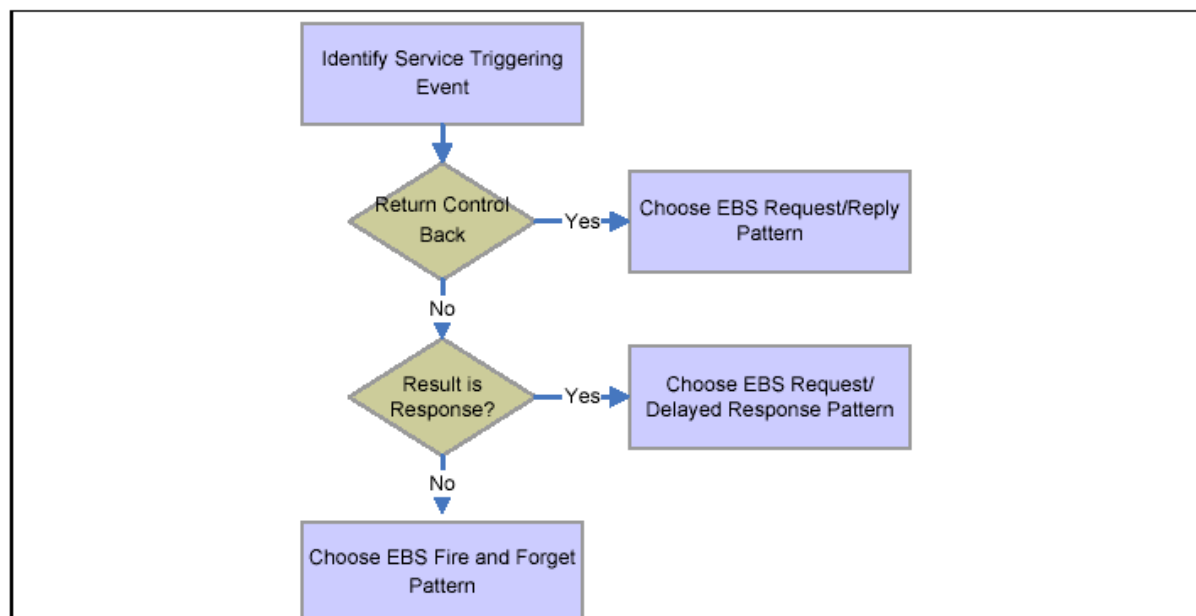 Identify Service Triggering
Event
Return Control
Back
Yes
Choose EBS Request/Reply
Pattern
No
Result is
Response?
Yes
Choose EBS Request/
Delayed Response Pattern
No
Choose EBS Fire and Forget
Pattern